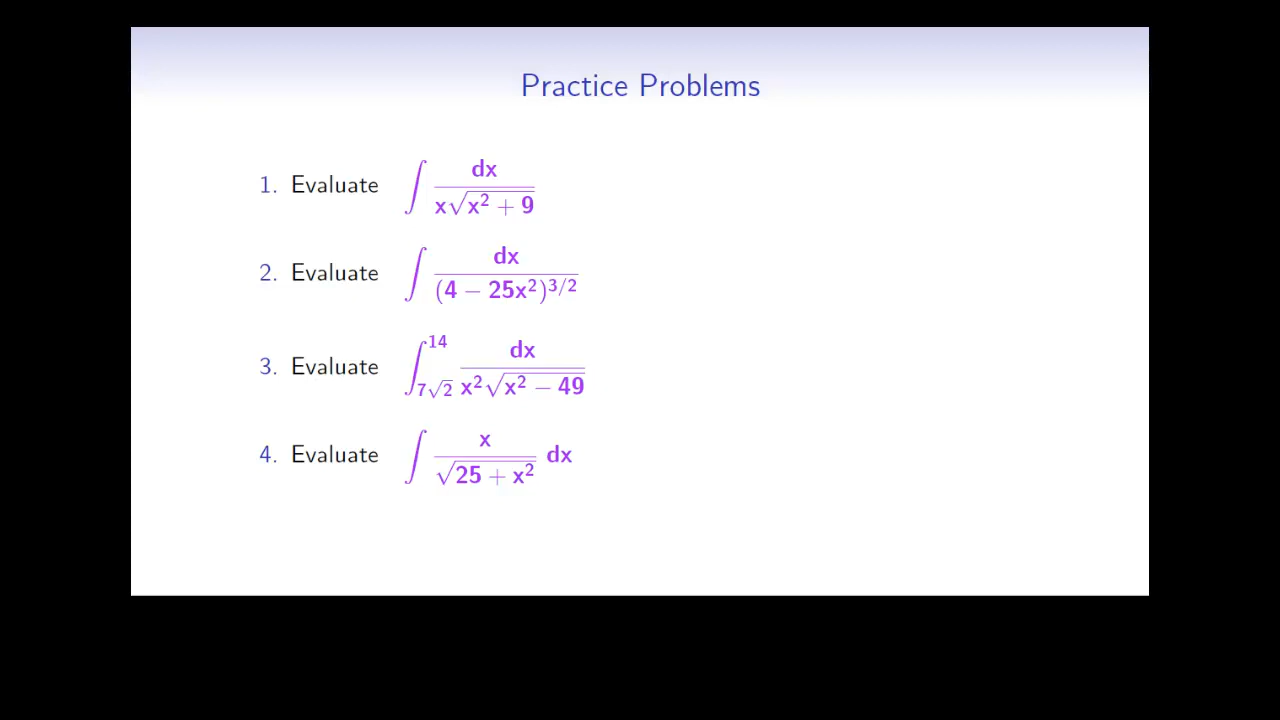 Practice Problems
1. Evaluate ∫ dx / (x√(x² + 9))
2. Evaluate ∫ dx / (4 − 25x²)^(3/2)
3. Evaluate ∫_{7√2}^{14} dx / (x²√(x² − 49))
4. Evaluate ∫ x / √(25 + x²) dx